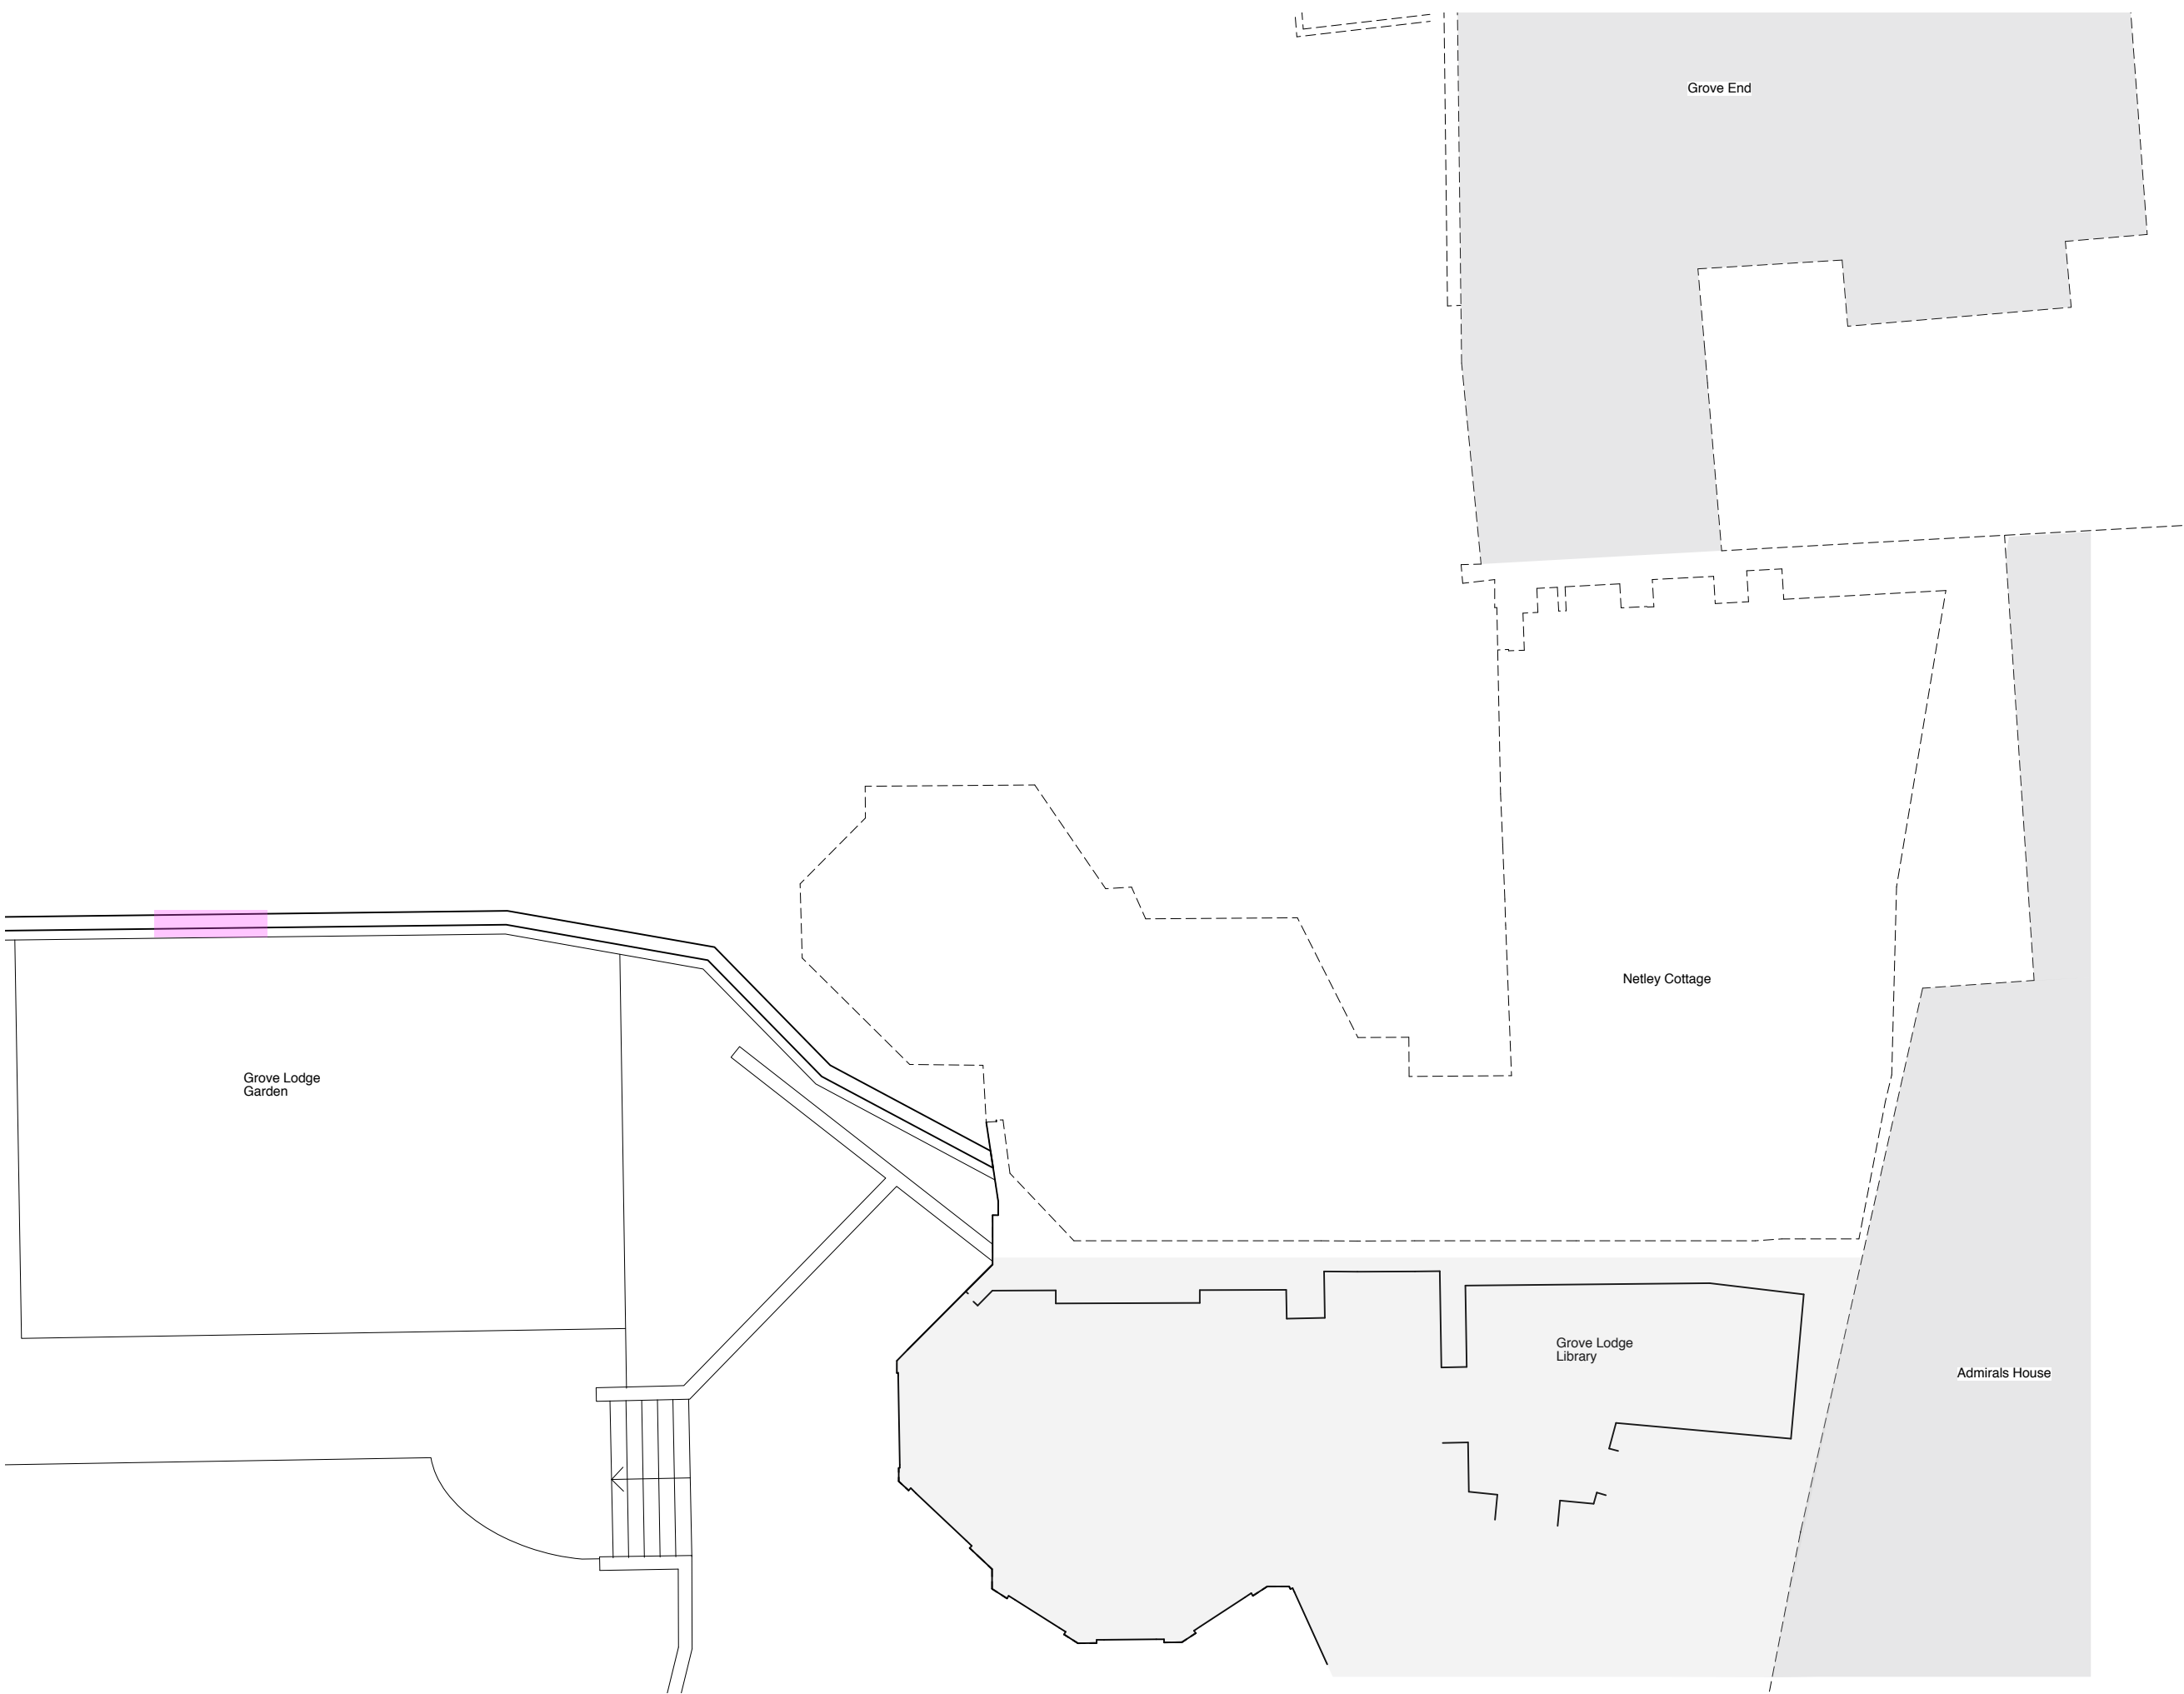 Grove End
Netley Cottage
Grove Lodge
Garden
Grove Lodge
Library
Admirals House